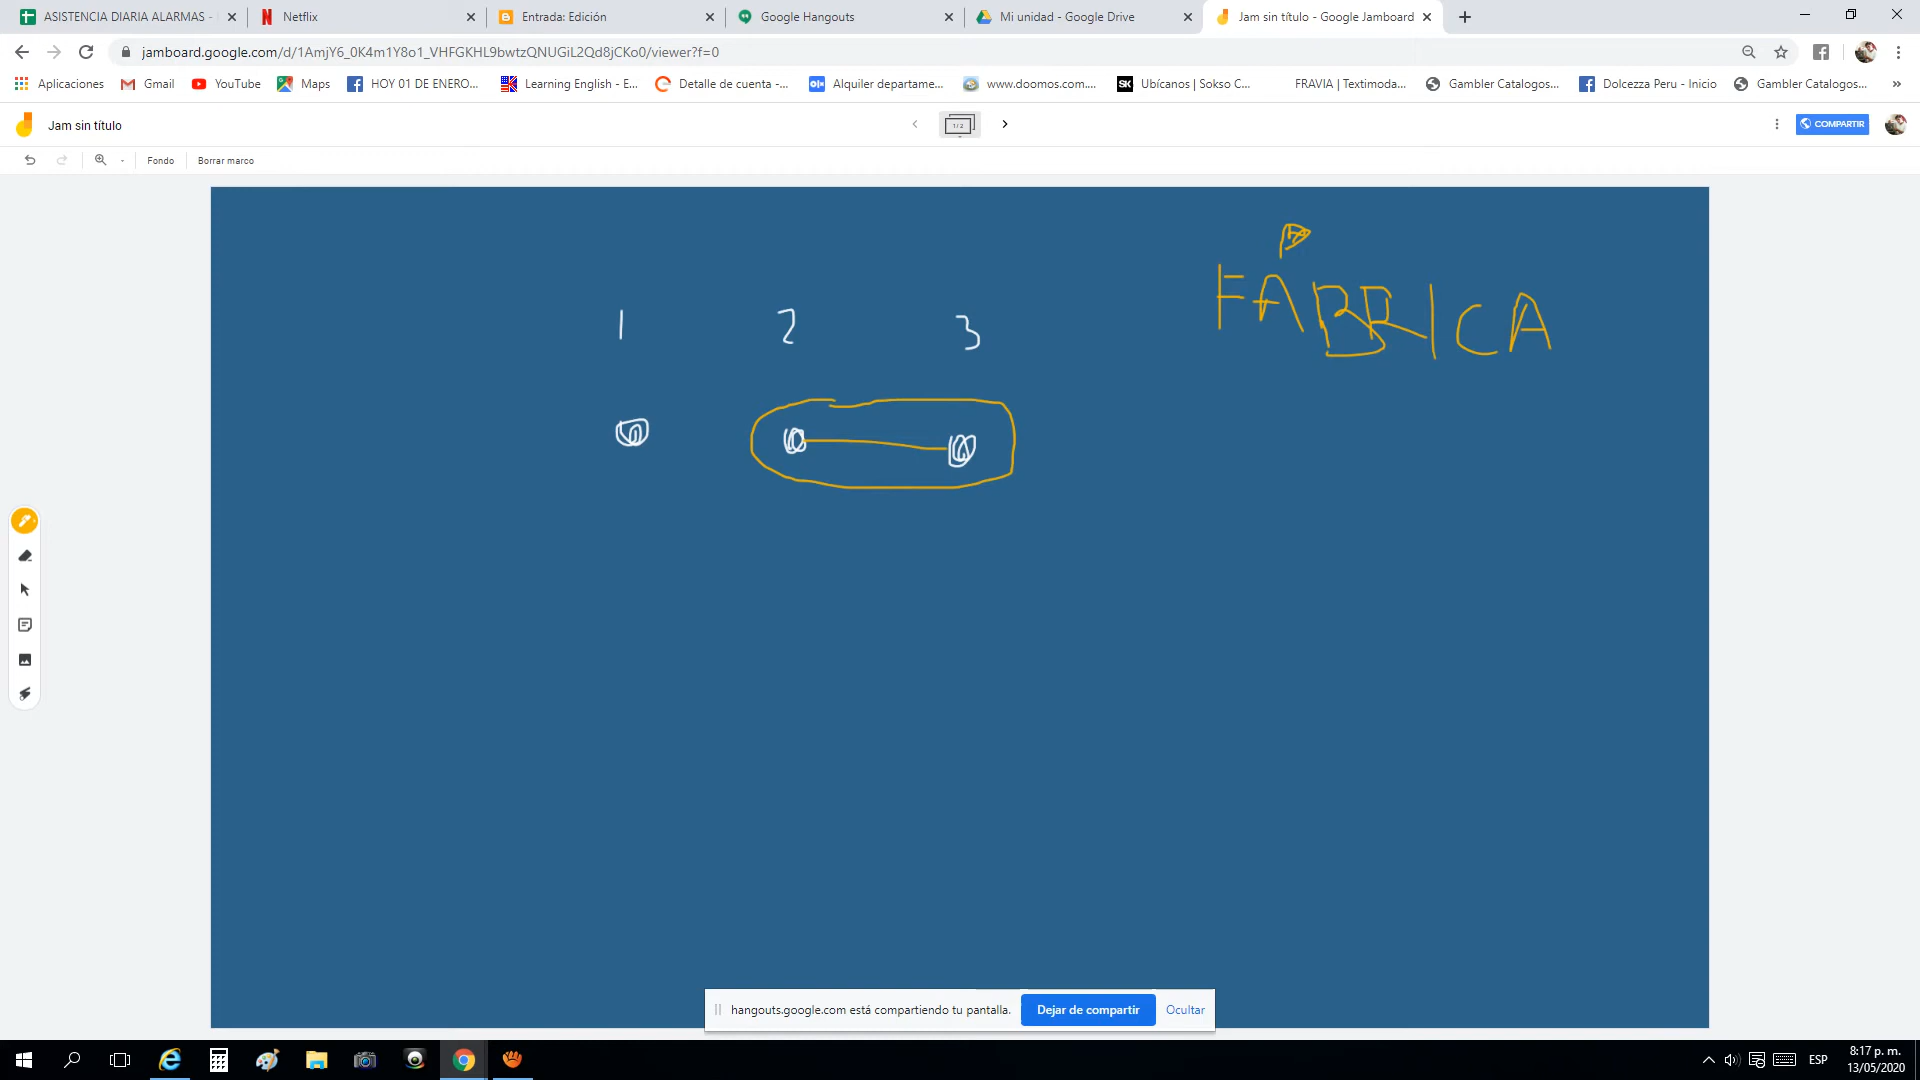 ASISTENCIA DIARIA ALARMAS -
Netflix
Entrada: Edición
Google Hangouts
Mi unidad - Google Drive
Jam sin título - Google Jamboard
jamboard.google.com/d/1AmjY6_0K4m1Y8o1_VHFGKHL9bwtzQNUGiL2Qd8jCKo0/viewer?f=0
Aplicaciones
Gmail
YouTube
Maps
HOY 01 DE ENERO...
Learning English - E...
Detalle de cuenta -...
Alquiler departame...
www.doomos.com....
SK
Ubícanos | Sokso C...
FRAVIA | Textimoda...
Gambler Catalogos...
Dolcezza Peru - Inicio
Gambler Catalogos...
Jam sin título
1/2
COMPARTIR
Fondo
Borrar marco
1 2 3
FABRICA
hangouts.google.com está compartiendo tu pantalla.
Dejar de compartir
Ocultar
ESP
8:17 p. m.
13/05/2020